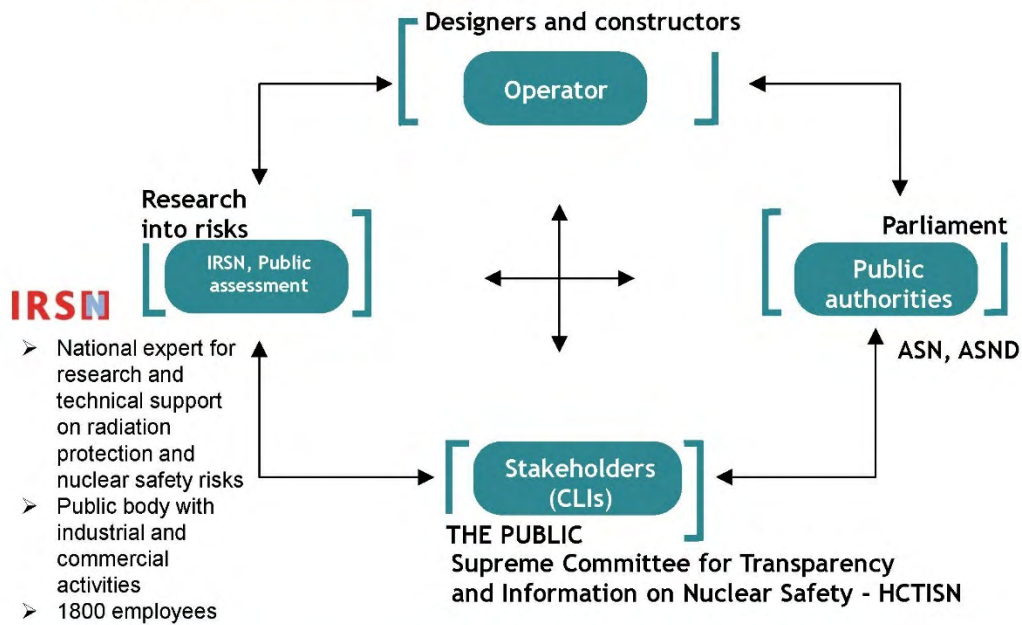 Designers and constructors
Operator
Research
into risks
IRSN, Public
assessment
Parliament
Public
authorities
ASN, ASND
IRSN
➢ National expert for
research and
technical support
on radiation
protection and
nuclear safety risks
➢ Public body with
industrial and
commercial
activities
➢ 1800 employees
Stakeholders
(CLIs)
THE PUBLIC
Supreme Committee for Transparency
and Information on Nuclear Safety - HCTISN